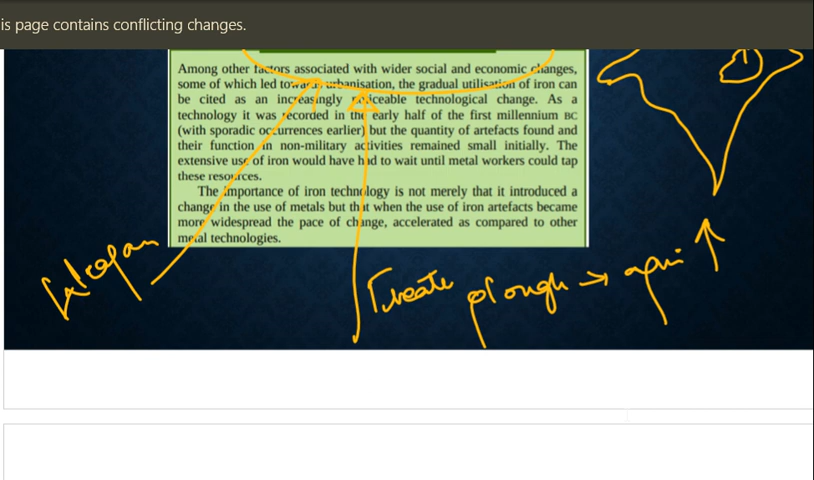 is page contains conflicting changes.
Among other factors associated with wider social and economic changes,
some of which led towards urbanisation, the gradual utilisation of iron can
be cited as an increasingly noticeable technological change. As a
technology it was recorded in the early half of the first millennium BC
(with sporadic occurrences earlier) but the quantity of artefacts found and
their function in non-military activities remained small initially. The
extensive use of iron would have had to wait until metal workers could tap
these resources.
The importance of iron technology is not merely that it introduced a
change in the use of metals but that when the use of iron artefacts became
more widespread the pace of change, accelerated as compared to other
metal technologies.
Create plough → agri ↑
1